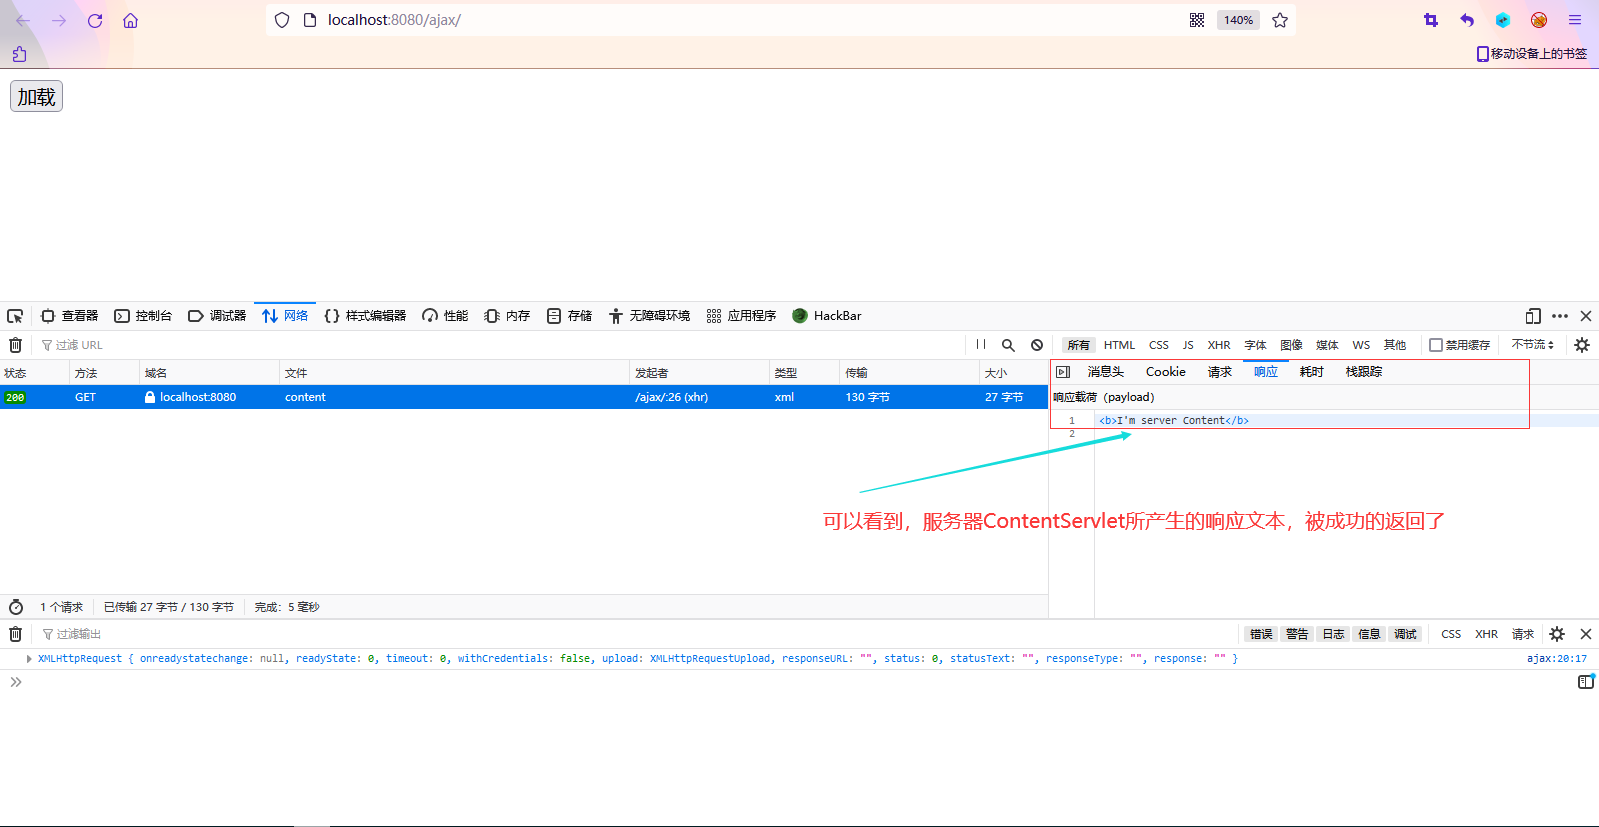 localhost:8080/ajax/
140%
移动设备上的书签
加载
查看器 控制台 调试器 网络 样式编辑器 性能 内存 存储 无障碍环境 应用程序 HackBar
过滤 URL
所有 HTML CSS JS XHR 字体 图像 媒体 WS 其他 禁用缓存 不节流
状态 方法 域名 文件 发起者 类型 传输 大小
200 GET localhost:8080 content /ajax/:26 (xhr) xml 130 字节 27 字节
消息头 Cookie 请求 响应 耗时 栈跟踪
响应载荷（payload）
1 <b>I'm server Content</b>
2
可以看到，服务器ContentServlet所产生的响应文本，被成功的返回了
1 个请求 已传输 27 字节 / 130 字节 完成：5 毫秒
过滤输出
错误 警告 日志 信息 调试 CSS XHR 请求
XMLHttpRequest { onreadystatechange: null, readyState: 0, timeout: 0, withCredentials: false, upload: XMLHttpRequestUpload, responseURL: "", status: 0, statusText: "", responseType: "", response: "" }
ajax:20:17